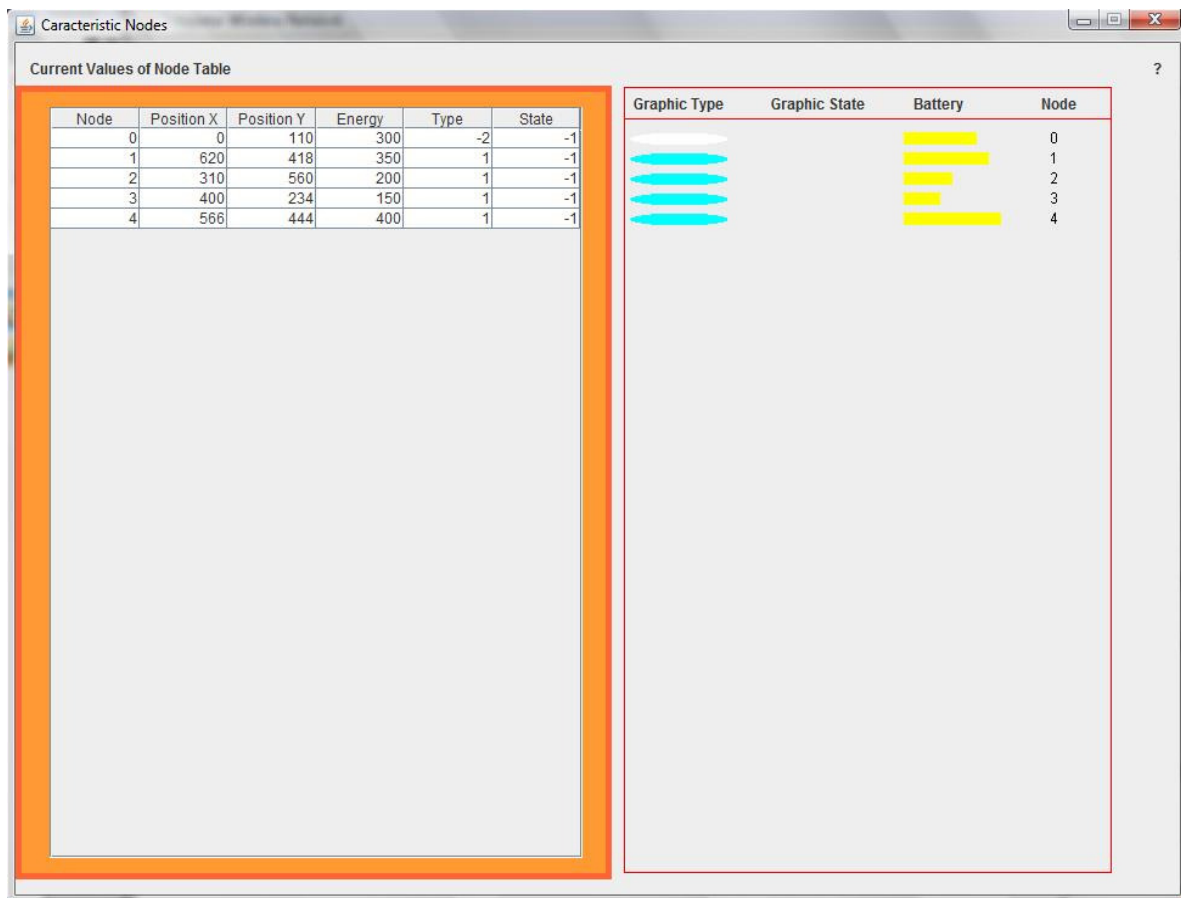 Caracteristic Nodes
Current Values of Node Table
?
Node Position X Position Y Energy Type State
0 0 110 300 -2 -1
1 620 418 350 1 -1
2 310 560 200 1 -1
3 400 234 150 1 -1
4 566 444 400 1 -1
Graphic Type Graphic State Battery Node
0
1
2
3
4